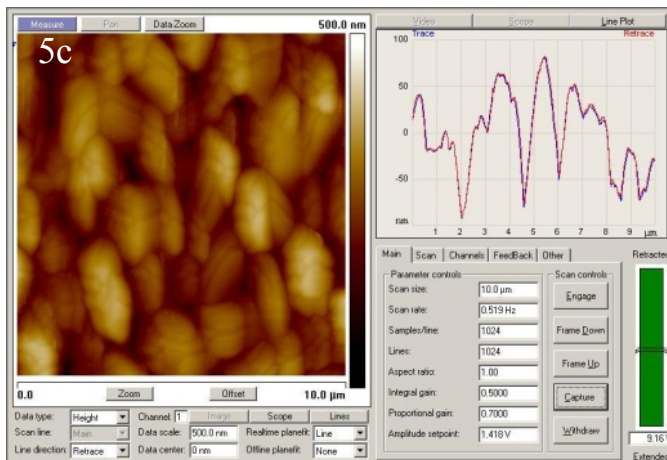 Measure Pan Data Zoom 500.0 nm
5c
0.0 Zoom Offset 10.0 µm
Data type: Height Channel: 1 Image Scope Lines
Scan line: Main Data scale: 500.0 nm Realtime planefit: Line
Line direction: Retrace Data center: 0 nm Offline planefit: None
Video Scope Line Plot
Trace Retrace
100
50
0
-50
nm
1 2 3 4 5 6 7 8 9 µm
Main Scan Channels FeedBack Other
Parameter controls
Scan size: 10.0 µm
Scan rate: 0.519 Hz
Samples/line: 1024
Lines: 1024
Aspect ratio: 1.00
Integral gain: 0.5000
Proportional gain: 0.7000
Amplitude setpoint: 1.418 V
Scan controls
Engage
Frame Down
Frame Up
Capture
Withdraw
Retracted
9.16
Extended